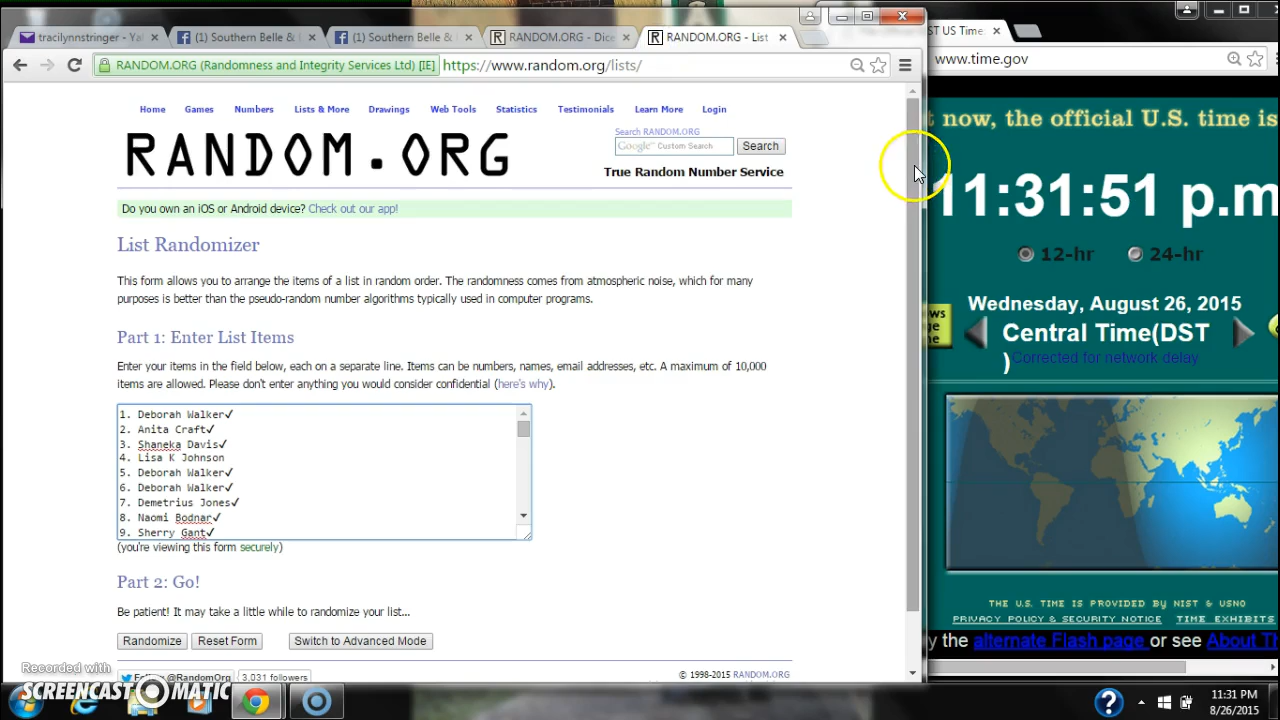 tracilynnstringer - Ya
(1) Southern Belle &
(1) Southern Belle &
RANDOM.ORG - Dice
RANDOM.ORG - List
RANDOM.ORG (Randomness and Integrity Services Ltd) [IE]
https://www.random.org/lists/
Home Games Numbers Lists & More Drawings Web Tools Statistics Testimonials Learn More Login
RANDOM.ORG
Search RANDOM.ORG
Google™ Custom Search
Search
True Random Number Service
Do you own an iOS or Android device? Check out our app!
List Randomizer
This form allows you to arrange the items of a list in random order. The randomness comes from atmospheric noise, which for many
purposes is better than the pseudo-random number algorithms typically used in computer programs.
Part 1: Enter List Items
Enter your items in the field below, each on a separate line. Items can be numbers, names, email addresses, etc. A maximum of 10,000
items are allowed. Please don't enter anything you would consider confidential (here's why).
1. Deborah Walker✓
2. Anita Craft✓
3. Shaneka Davis✓
4. Lisa K Johnson
5. Deborah Walker✓
6. Deborah Walker✓
7. Demetrius Jones✓
8. Naomi Bodnar✓
9. Sherry Gant✓
(you're viewing this form securely)
Part 2: Go!
Be patient! It may take a little while to randomize your list...
Randomize Reset Form Switch to Advanced Mode
Follow @RandomOrg
3,031 followers
© 1998-2015 RANDOM.ORG
Recorded with
SCREENCAST-O-MATIC
ST US Time:
www.time.gov
t now, the official U.S. time is
11:31:51 p.m
12-hr 24-hr
Wednesday, August 26, 2015
Central Time(DST
)
Corrected for network delay
THE U.S. TIME IS PROVIDED BY NIST & USNO
PRIVACY POLICY & SECURITY NOTICE TIME EXHIBITS
y the alternate Flash page or see About Th
11:31 PM
8/26/2015